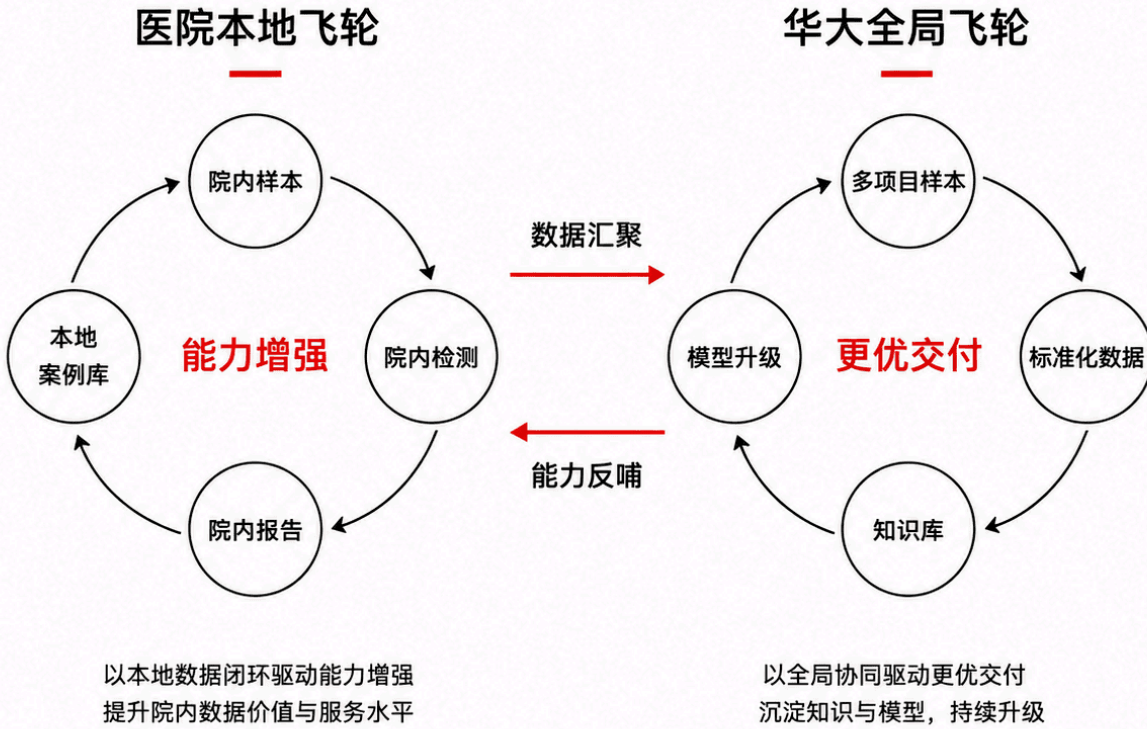 医院本地飞轮
华大全局飞轮
院内样本
院内检测
院内报告
本地
案例库
能力增强
数据汇聚
能力反哺
多项目样本
标准化数据
知识库
模型升级
更优交付
以本地数据闭环驱动能力增强
提升院内数据价值与服务水平
以全局协同驱动更优交付
沉淀知识与模型，持续升级